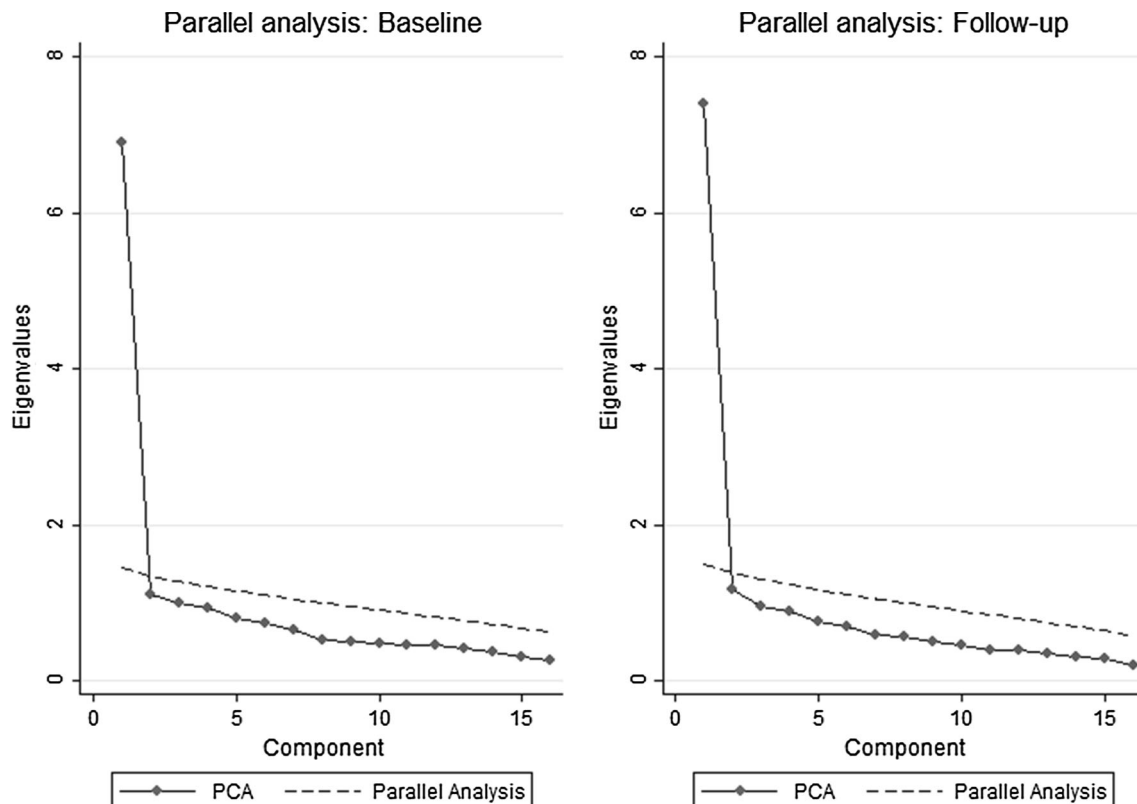 Parallel analysis: Baseline
8
6
4
2
0
Eigenvalues
0 5 10 15
Component
PCA Parallel Analysis
Parallel analysis: Follow-up
8
6
4
2
0
Eigenvalues
0 5 10 15
Component
PCA Parallel Analysis